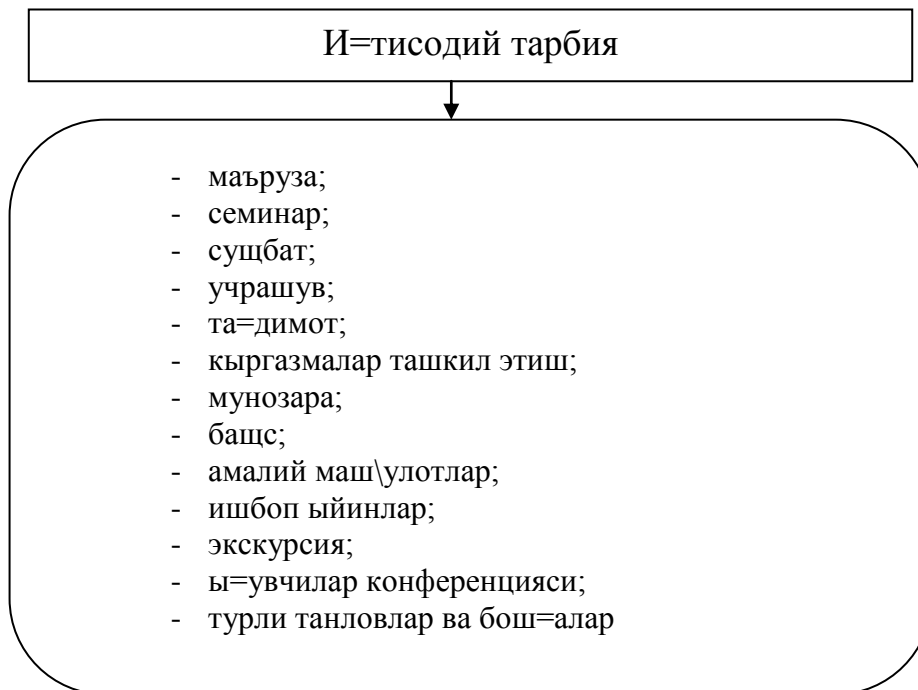 И=тисодий тарбия
- маъруза;
- семинар;
- сущбат;
- учрашув;
- та=димот;
- кыргазмалар ташкил этиш;
- мунозара;
- бащс;
- амалий маш\улотлар;
- ишбоп ыйинлар;
- экскурсия;
- ы=увчилар конференцияси;
- турли танловлар ва бош=алар